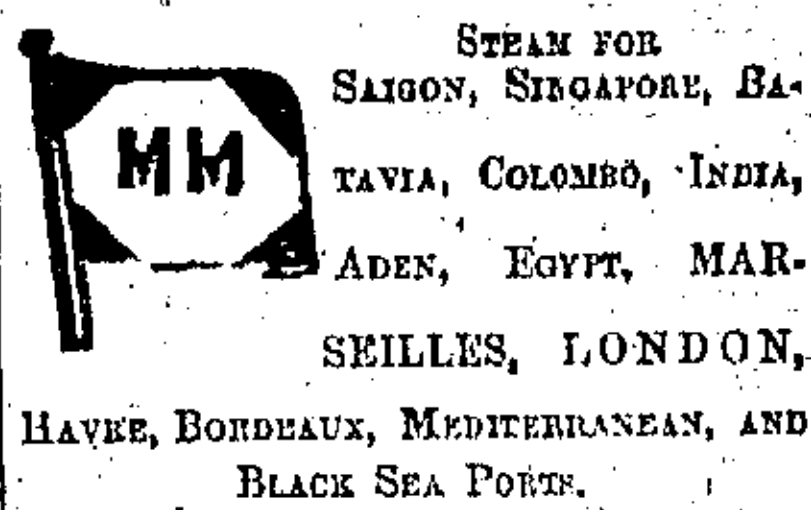 STEAM FOR
SAIGON, SINGAPORE, BA-
MM
TAVIA, COLOMBO, INDIA,
ADEN, EGYPT, MAR-
SEILLES, LONDON,
HAVRE, BORDEAUX, MEDITERRANEAN, AND
BLACK SEA PORTS.